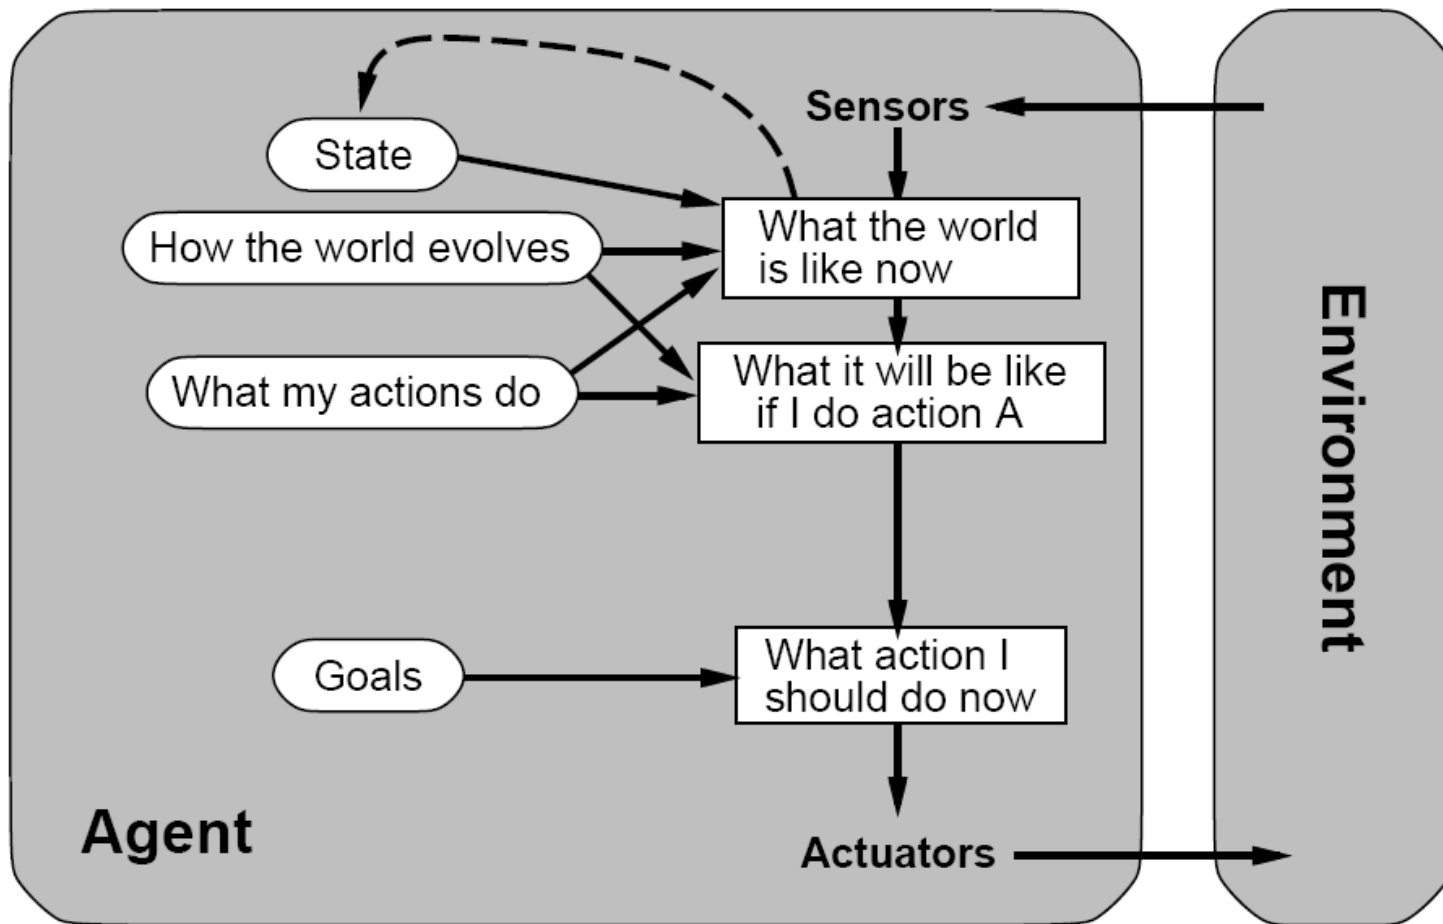 Sensors
State
What the world
is like now
How the world evolves
What it will be like
if I do action A
What my actions do
Environment
What action I
should do now
Goals
Agent
Actuators